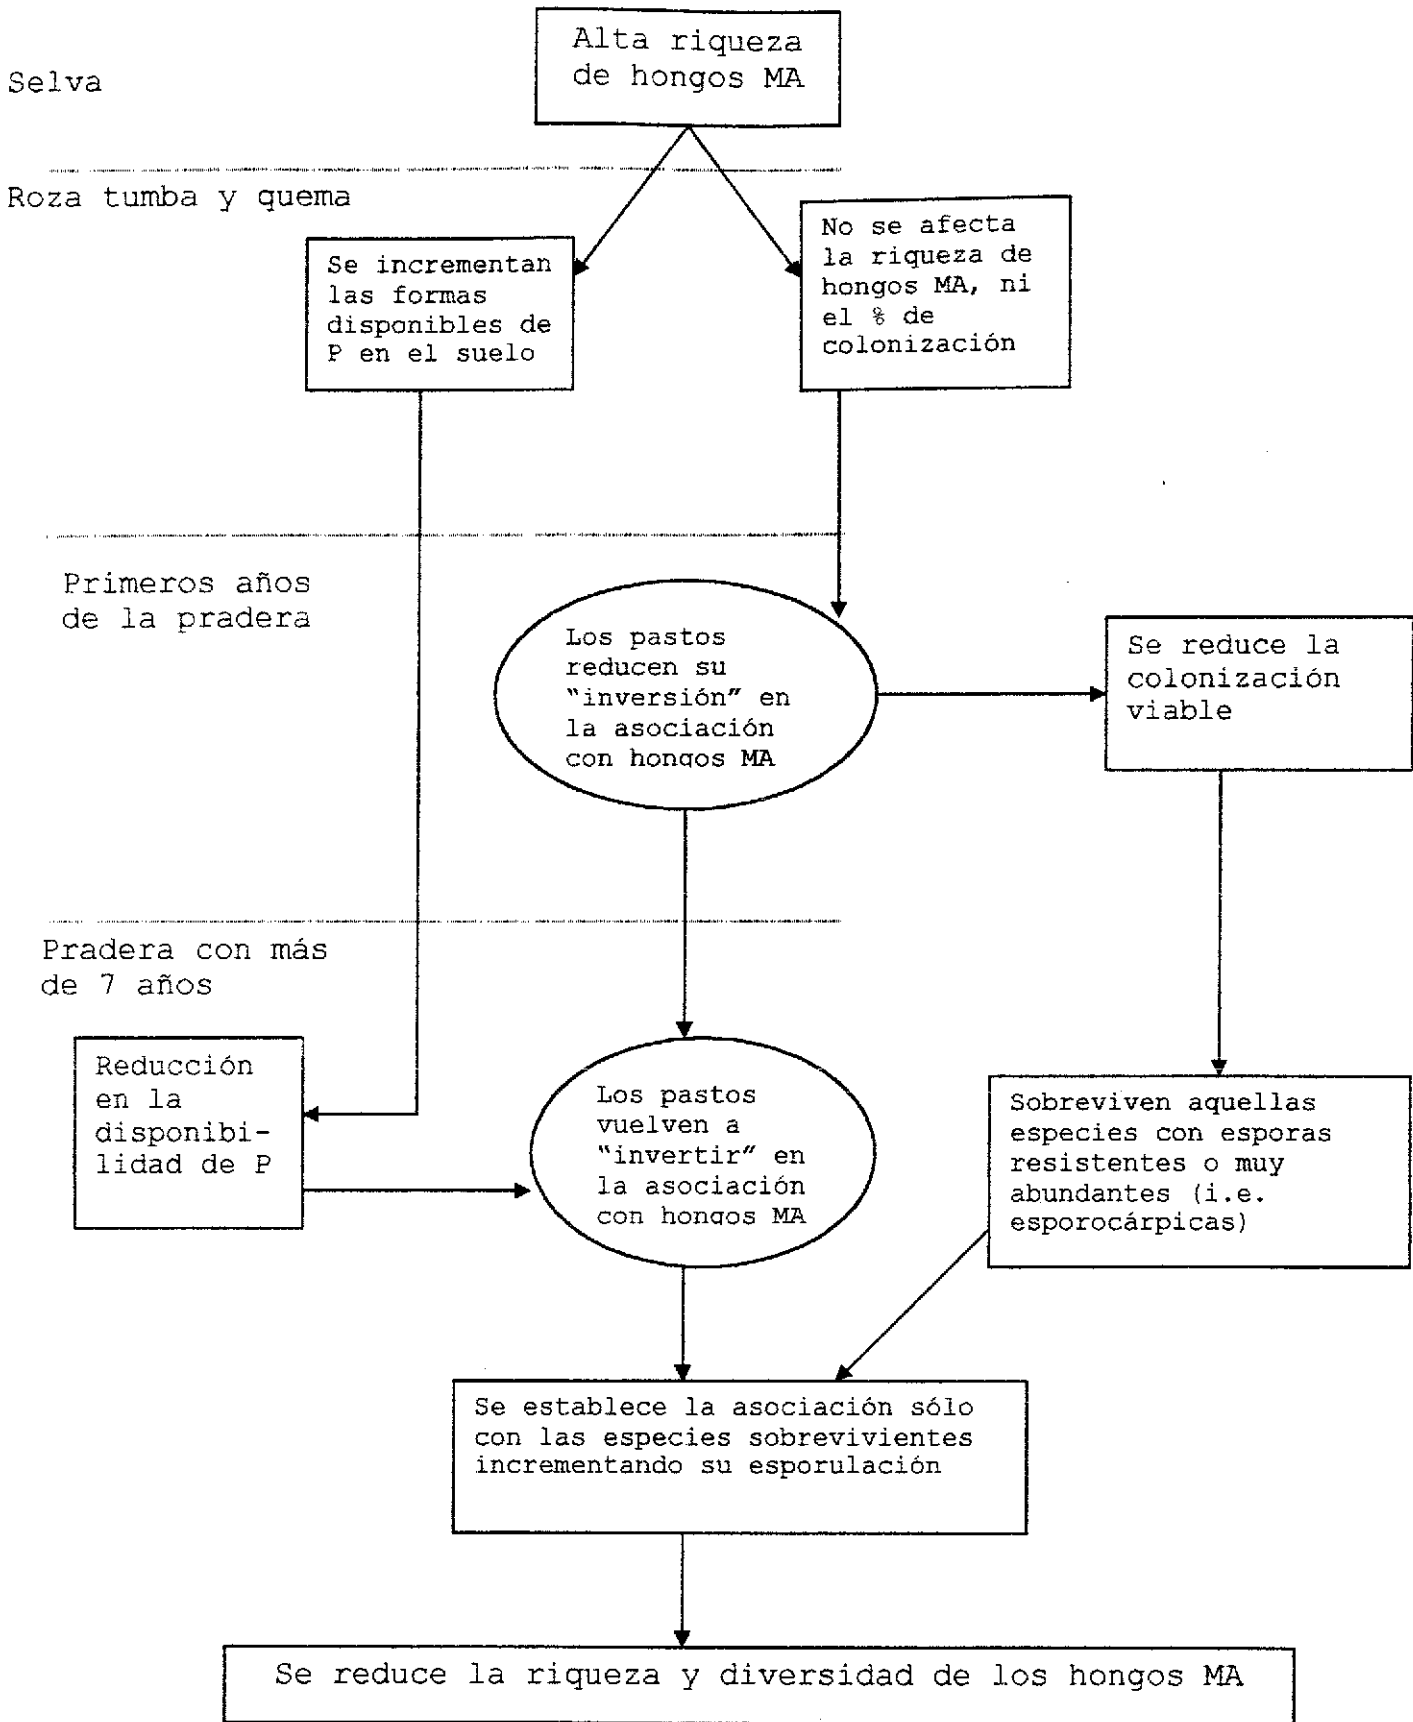 Alta riqueza
de hongos MA
Selva
Roza tumba y quema
Se incrementan
las formas
disponibles de
P en el suelo
No se afecta
la riqueza de
hongos MA, ni
el % de
colonización
Primeros años
de la pradera
Los pastos
reducen su
“inversión” en
la asociación
con hongos MA
Se reduce la
colonización
viable
Pradera con más
de 7 años
Reducción
en la
disponibi-
lidad de P
Los pastos
vuelven a
“invertir” en
la asociación
con hongos MA
Sobreviven aquellas
especies con esporas
resistentes o muy
abundantes (i.e.
esporocárpicas)
Se establece la asociación sólo
con las especies sobrevivientes
incrementando su esporulación
Se reduce la riqueza y diversidad de los hongos MA